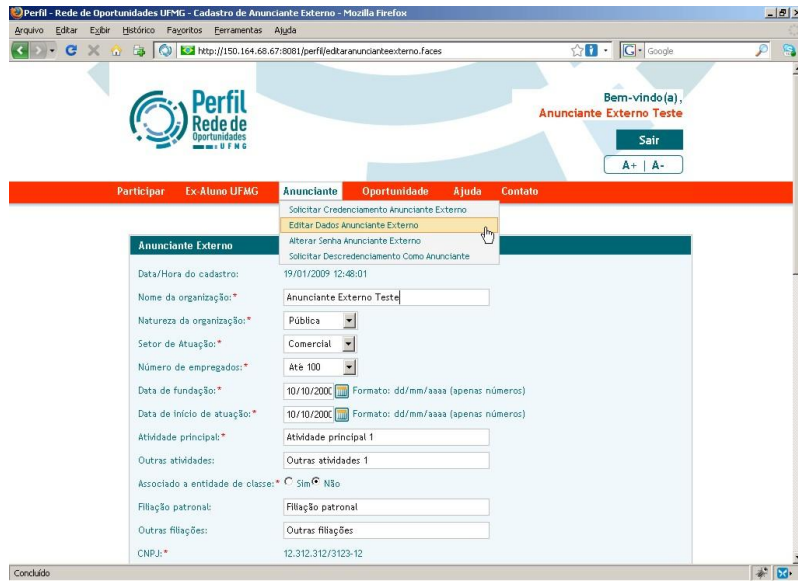 Perfil - Rede de Oportunidades UFMG - Cadastro de Anunciante Externo - Mozilla Firefox
Arquivo Editar Exibir Histórico Favoritos Ferramentas Ajuda
http://150.164.68.67:8081/perfil/editaranuncianteexterno.faces
Google
Perfil
Rede de
Oportunidades
UFMG
Bem-vindo(a),
Anunciante Externo Teste
Sair
A+ | A-
Participar Ex-Aluno UFMG Anunciante Oportunidade Ajuda Contato
Solicitar Credenciamento Anunciante Externo
Editar Dados Anunciante Externo
Alterar Senha Anunciante Externo
Solicitar Descredenciamento Como Anunciante
Anunciante Externo
Data/Hora do cadastro: 19/01/2009 12:48:01
Nome da organização:* Anunciante Externo Teste
Natureza da organização:* Pública
Setor de Atuação:* Comercial
Número de empregados:* Até 100
Data de fundação:* 10/10/2000 Formato: dd/mm/aaaa (apenas números)
Data de início de atuação:* 10/10/2000 Formato: dd/mm/aaaa (apenas números)
Atividade principal:* Atividade principal 1
Outras atividades: Outras atividades 1
Associado a entidade de classe:* Sim Não
Filiação patronal: Filiação patronal
Outras filiações: Outras filiações
CNPJ:* 12.312.312/3123-12
Concluído